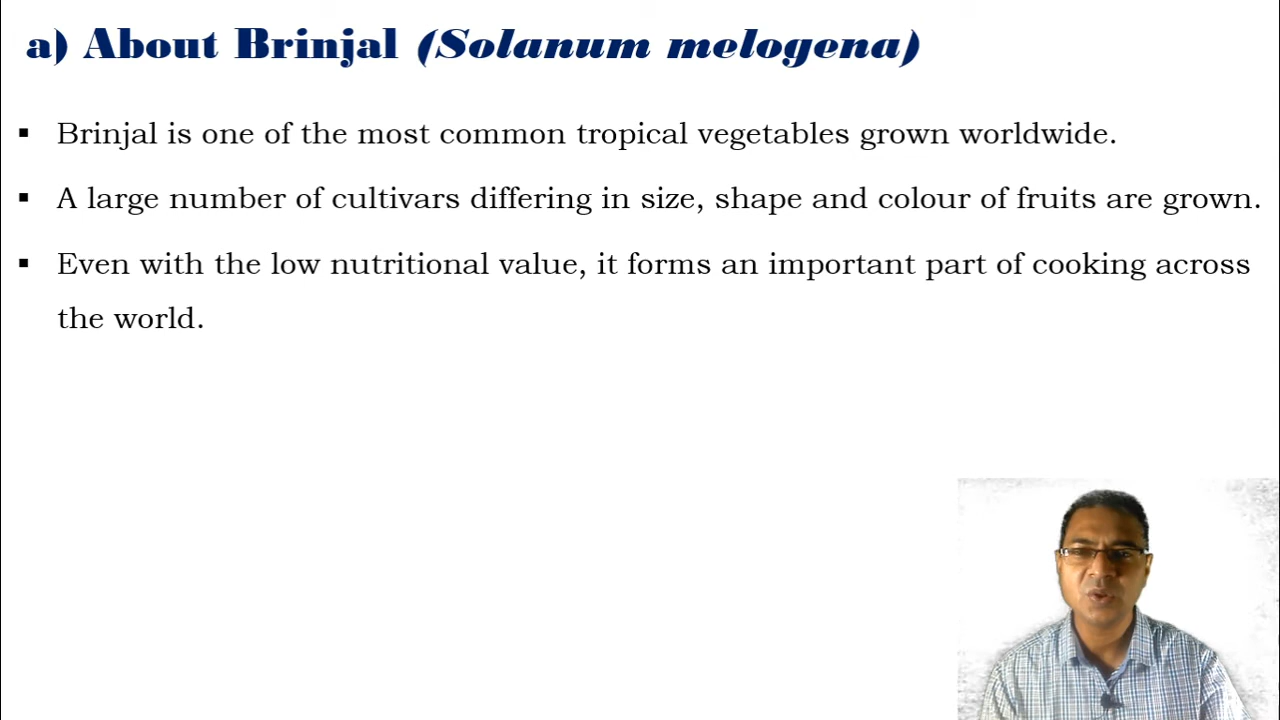 a) About Brinjal (Solanum melogena)
▪ Brinjal is one of the most common tropical vegetables grown worldwide.
▪ A large number of cultivars differing in size, shape and colour of fruits are grown.
▪ Even with the low nutritional value, it forms an important part of cooking across
the world.